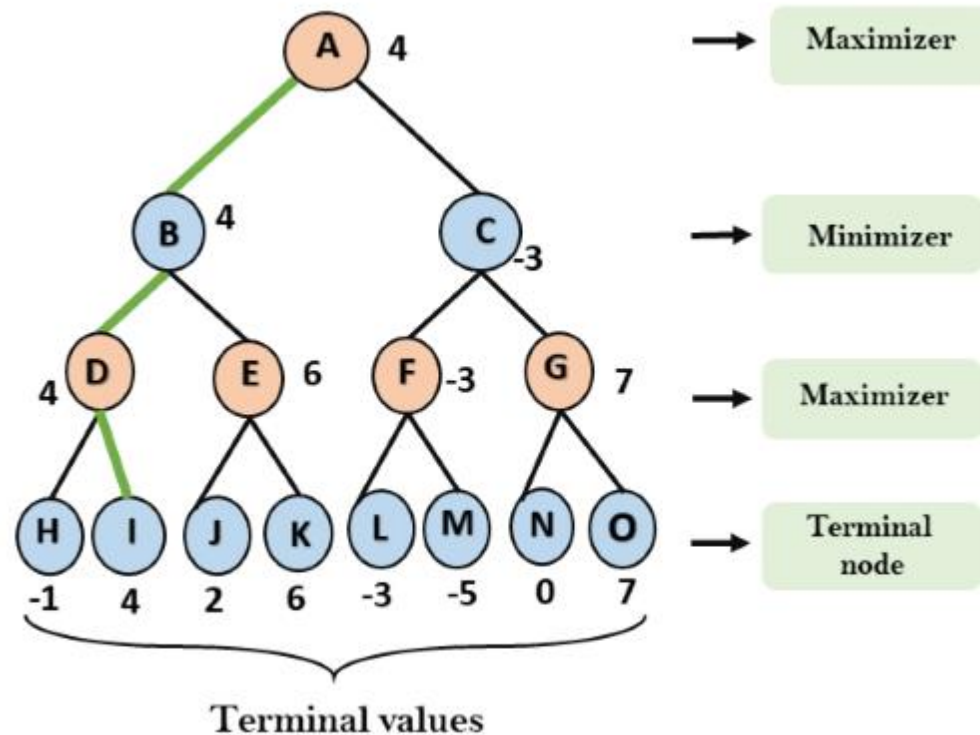 A 4 Maximizer
B 4 C -3 Minimizer
D 4 E 6 F -3 G 7 Maximizer
H I J K L M N O Terminal
node
-1 4 2 6 -3 -5 0 7
Terminal values